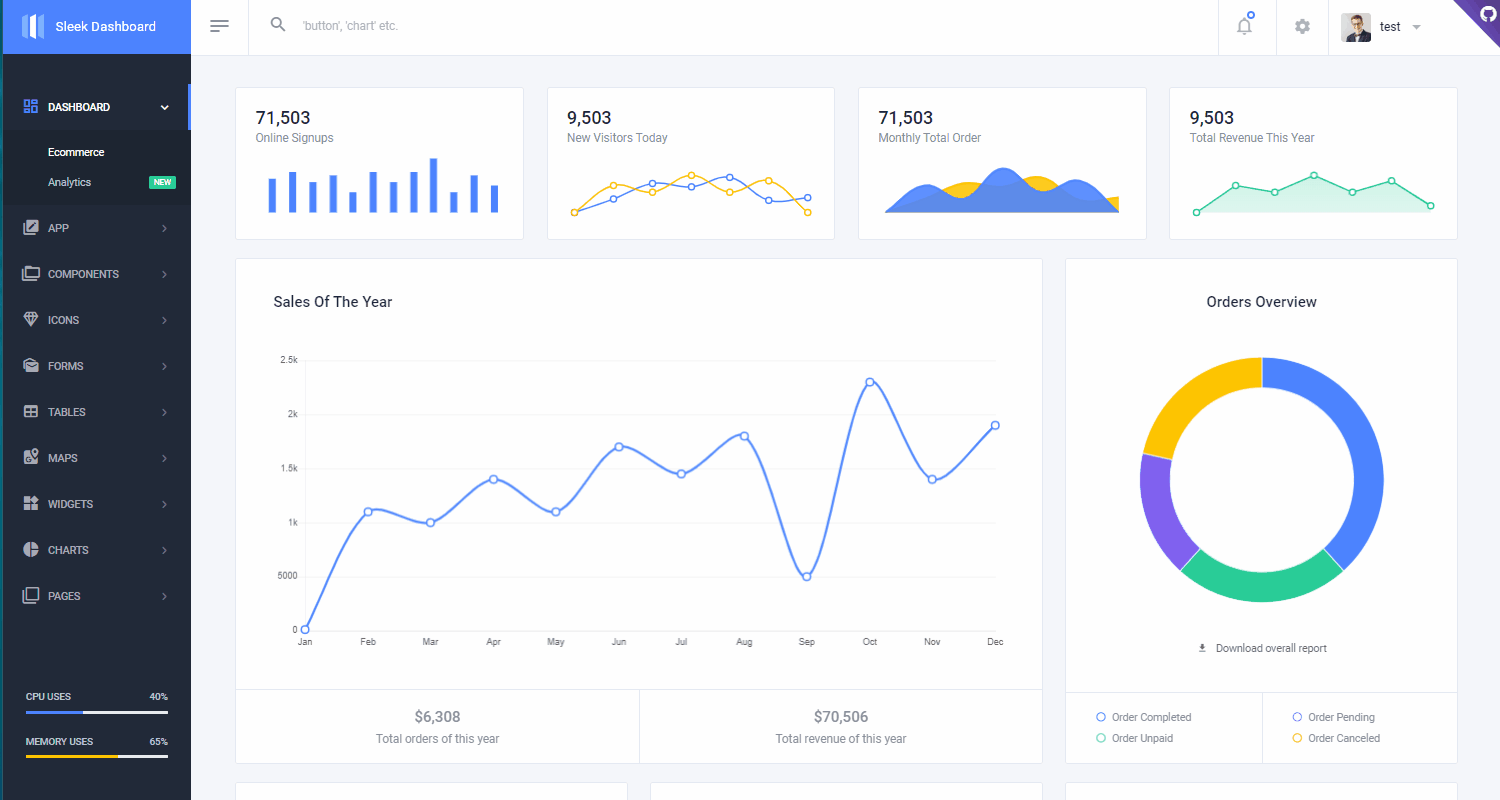 Sleek Dashboard
'button', 'chart' etc.
test
DASHBOARD
Ecommerce
Analytics NEW
APP
COMPONENTS
ICONS
FORMS
TABLES
MAPS
WIDGETS
CHARTS
PAGES
CPU USES 40%
MEMORY USES 65%
71,503
Online Signups
9,503
New Visitors Today
71,503
Monthly Total Order
9,503
Total Revenue This Year
Sales Of The Year
2.5k
2k
1.5k
1k
5000
0
Jan Feb Mar Apr May Jun Jul Aug Sep Oct Nov Dec
$6,308
Total orders of this year
$70,506
Total revenue of this year
Orders Overview
Download overall report
Order Completed
Order Unpaid
Order Pending
Order Canceled